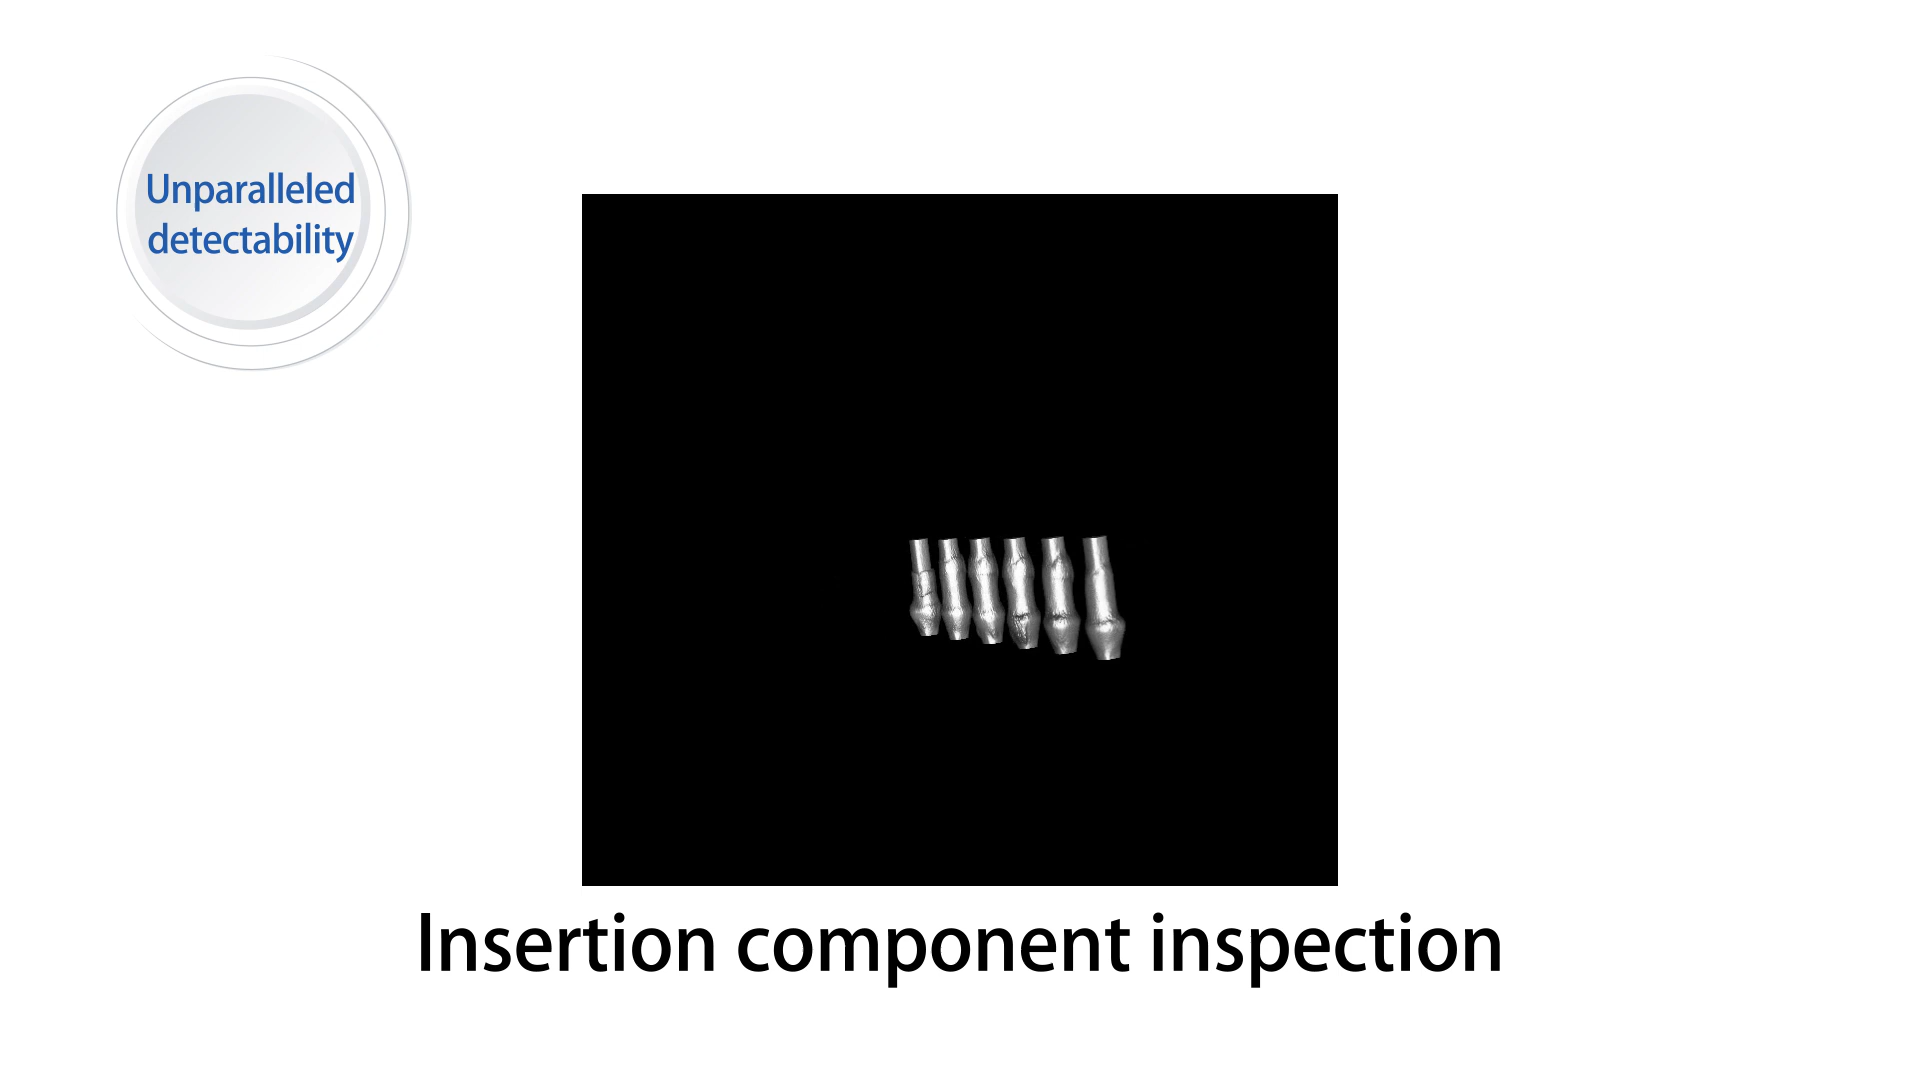 Unparalleled
detectability
Insertion component inspection